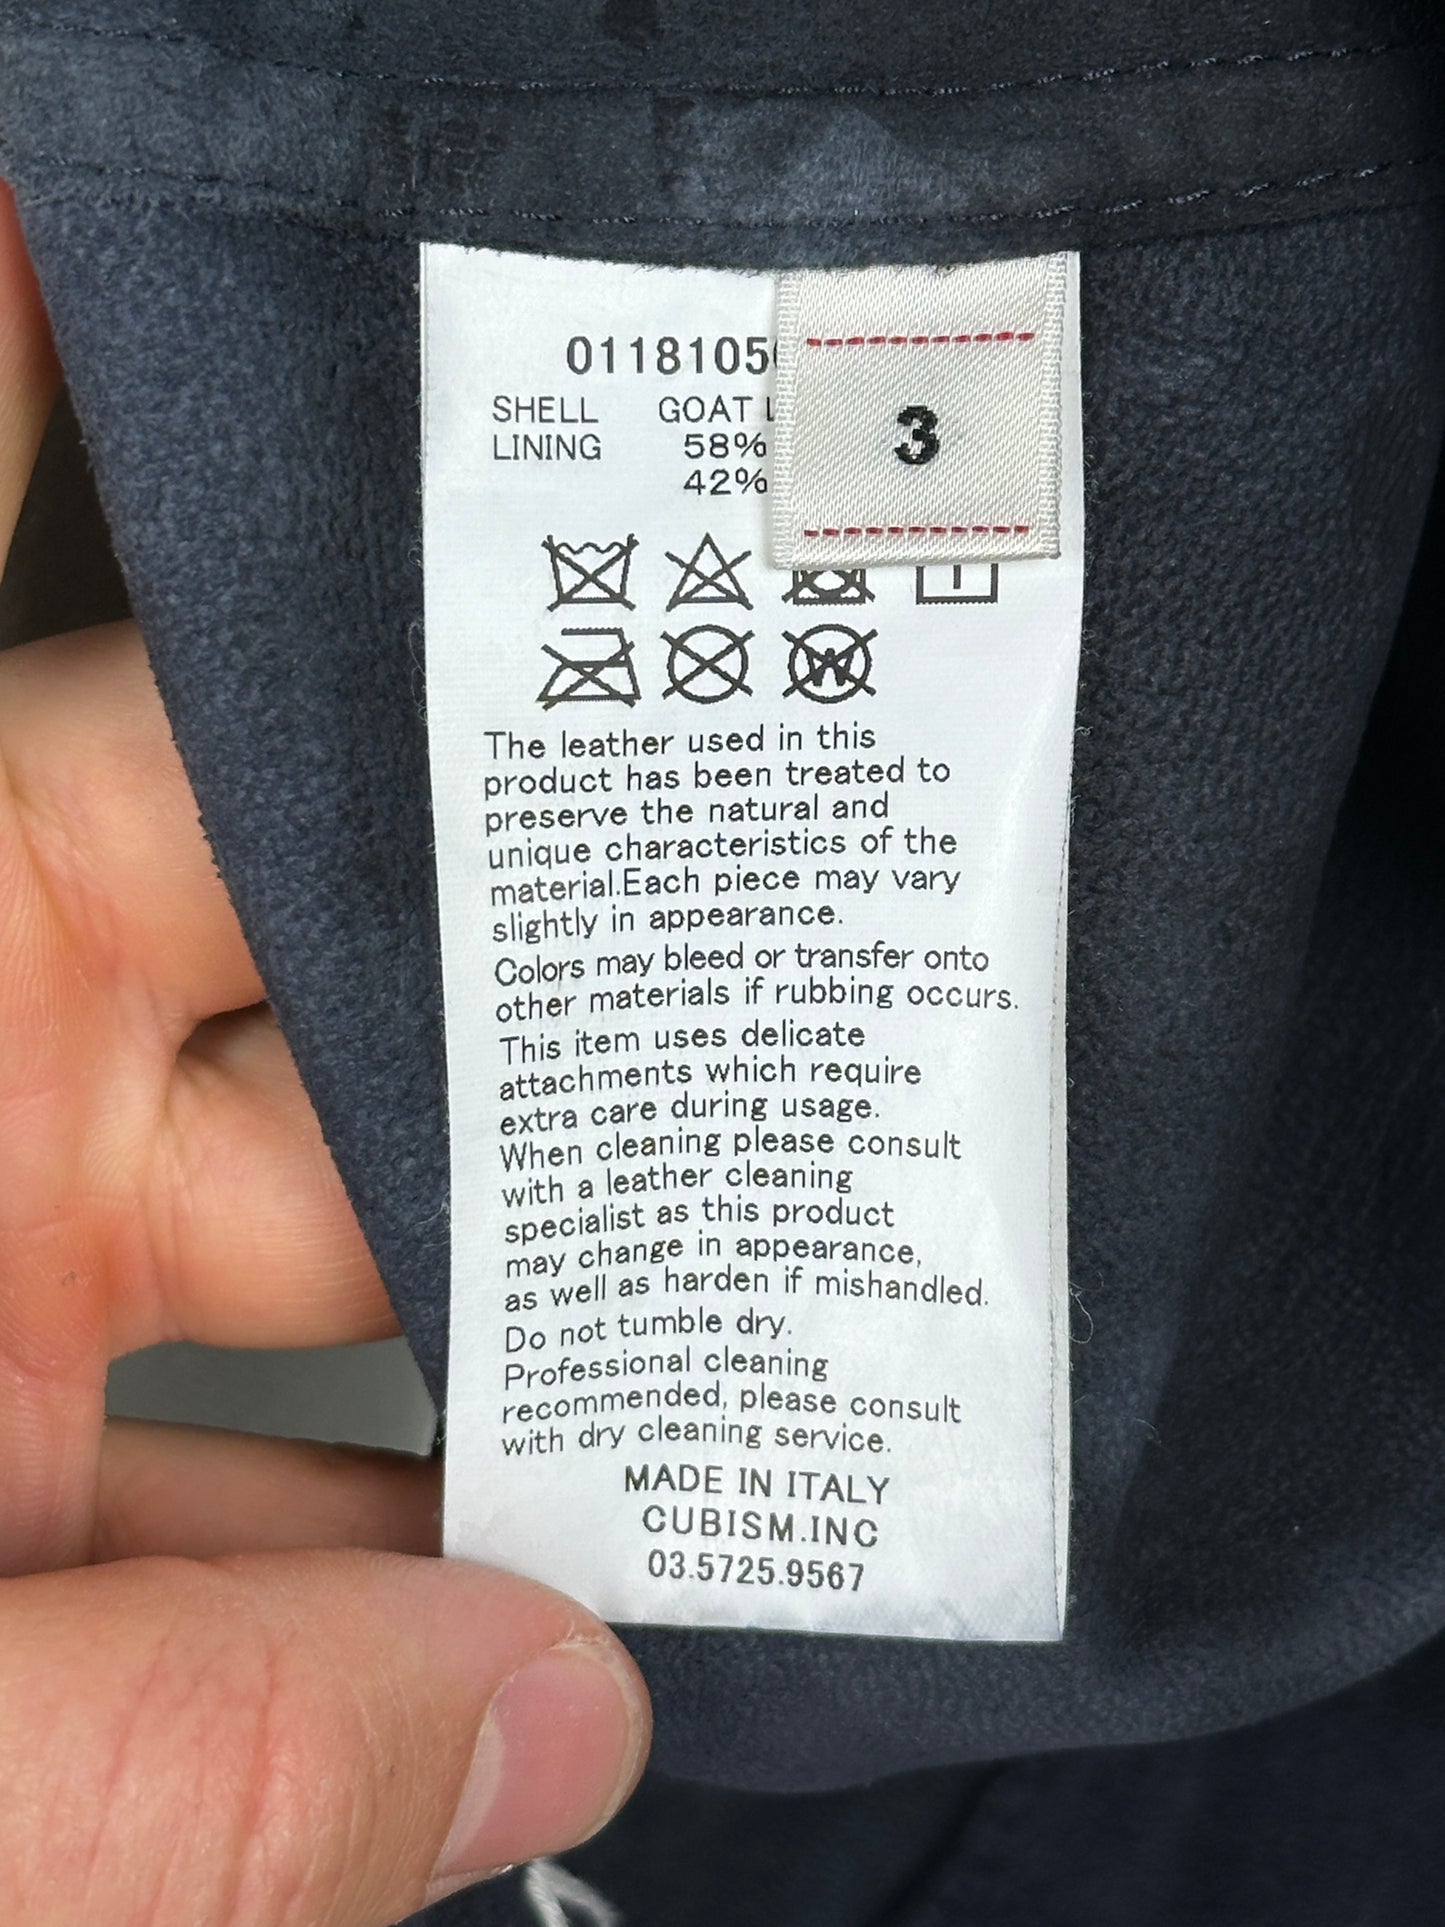 0118105
SHELL GOAT
LINING 58%
42%
3
W
The leather used in this
product has been treated to
preserve the natural and
unique characteristics of the
material.Each piece may vary
slightly in appearance.
Colors may bleed or transfer onto
other materials if rubbing occurs.
This item uses delicate
attachments which require
extra care during usage.
When cleaning please consult
with a leather cleaning
specialist as this product
may change in appearance,
as well as harden if mishandled.
Do not tumble dry.
Professional cleaning
recommended, please consult
with dry cleaning service.
MADE IN ITALY
CUBISM.INC
03.5725.9567